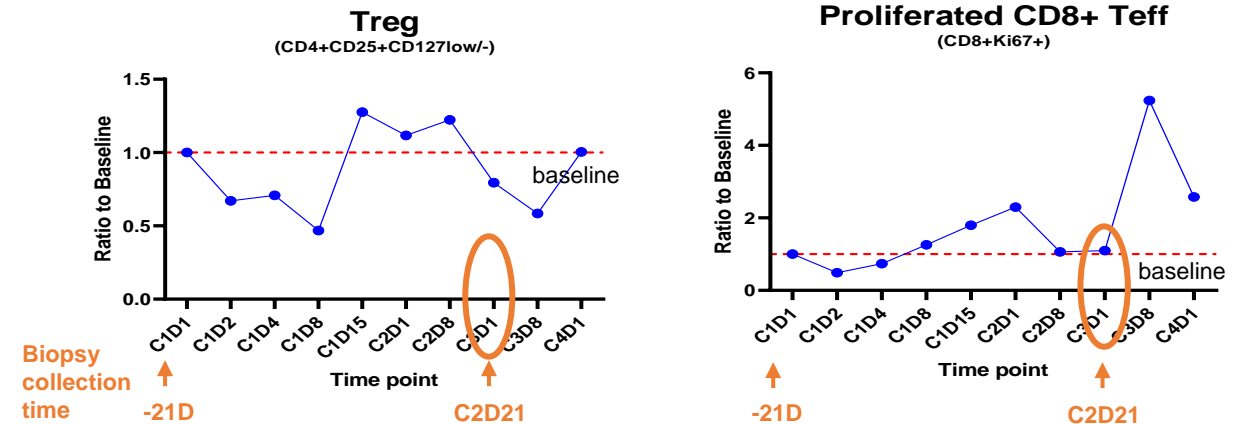 Treg
(CD4+CD25+CD127low/-)
1.5
1.0
0.5
0.0
Ratio to Baseline
baseline
C1D1
C1D2
C1D4
C1D8
C1D15
C2D1
C2D8
C3D1
C3D8
C4D1
Time point
Biopsy
collection
time
-21D
C2D21
Proliferated CD8+ Teff
(CD8+Ki67+)
6
4
2
0
Ratio to Baseline
baseline
C1D1
C1D2
C1D4
C1D8
C1D15
C2D1
C2D8
C3D1
C3D8
C4D1
Time point
-21D
C2D21